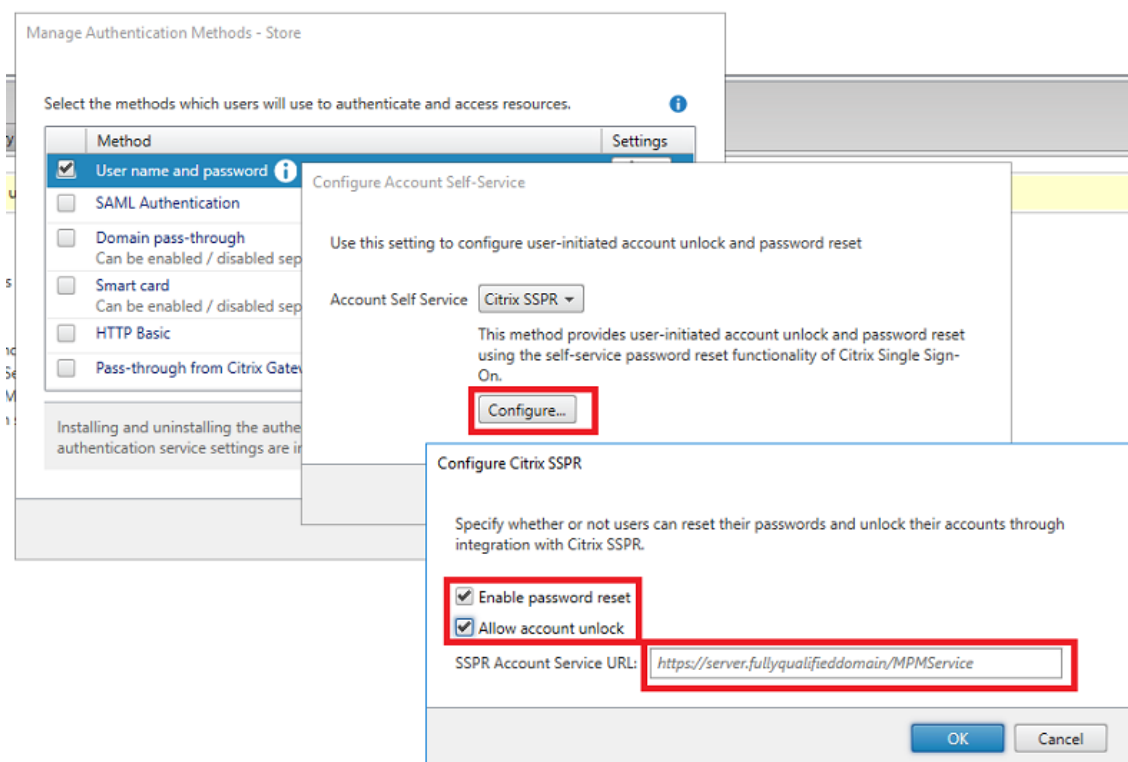 Manage Authentication Methods - Store
Select the methods which users will use to authenticate and access resources.
Method Settings
User name and password
SAML Authentication
Domain pass-through
Can be enabled / disabled sep
Smart card
Can be enabled / disabled sep
HTTP Basic
Pass-through from Citrix Gatew
Installing and uninstalling the authe
authentication service settings are in
Configure Account Self-Service
Use this setting to configure user-initiated account unlock and password reset
Account Self Service Citrix SSPR
This method provides user-initiated account unlock and password reset
using the self-service password reset functionality of Citrix Single Sign-
On.
Configure...
Configure Citrix SSPR
Specify whether or not users can reset their passwords and unlock their accounts through
integration with Citrix SSPR.
Enable password reset
Allow account unlock
SSPR Account Service URL: https://server.fullyqualifieddomain/MPMService
OK Cancel